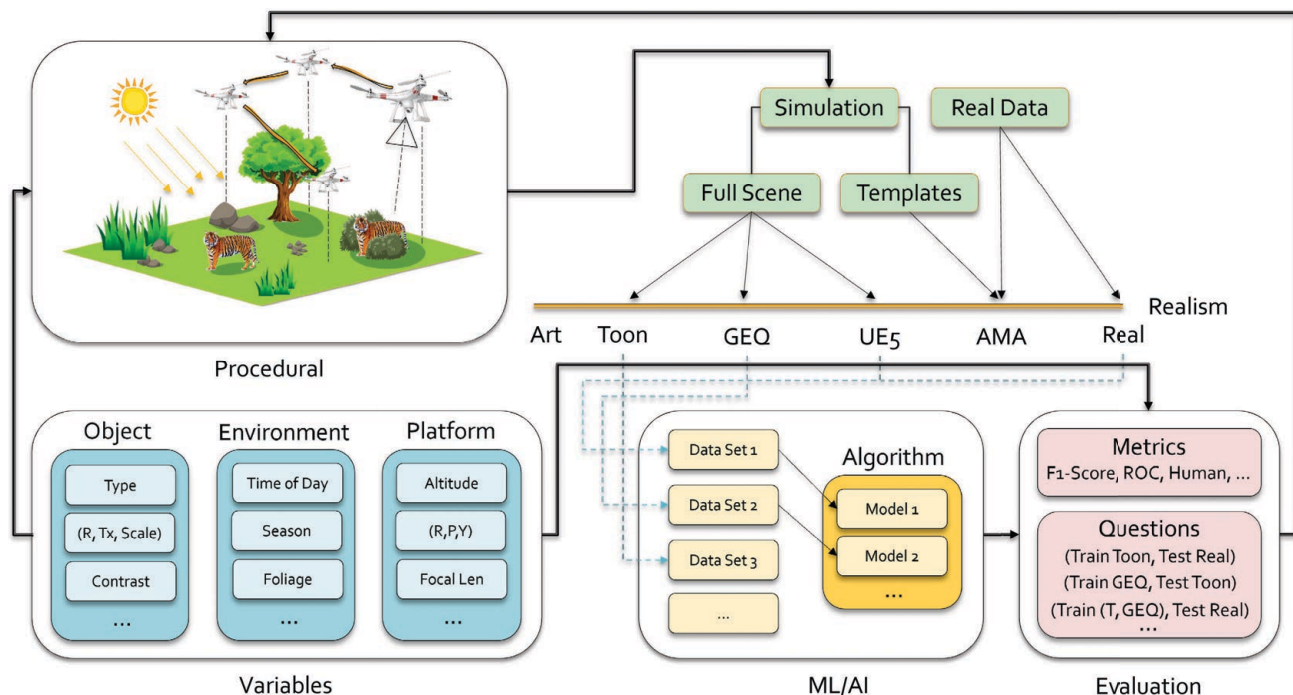 Simulation
Real Data
Full Scene
Templates
Realism
Art
Toon
GEQ
UE5
AMA
Real
Procedural
Object
Type
(R, Tx, Scale)
Contrast
...
Environment
Time of Day
Season
Foliage
...
Platform
Altitude
(R,P,Y)
Focal Len
...
Variables
Data Set 1
Data Set 2
Data Set 3
...
Algorithm
Model 1
Model 2
...
ML/AI
Metrics
F1-Score, ROC, Human, ...
Questions
(Train Toon, Test Real)
(Train GEQ, Test Toon)
(Train (T, GEQ), Test Real)
...
Evaluation